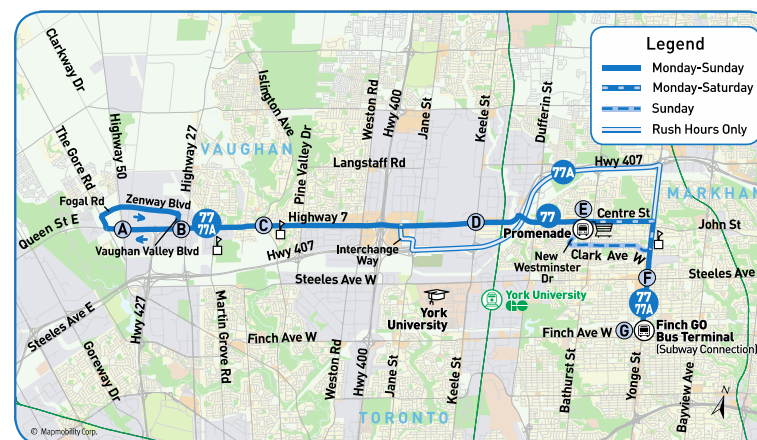 Legend
Monday-Sunday
Monday-Saturday
Sunday
Rush Hours Only
Clarkway Dr
The Gore Rd
Highway 50
Highway 27
Islington Ave
Pine Valley Dr
Weston Rd
Hwy 400
Jane St
Keele St
Dufferin St
VAUGHAN
Langstaff Rd
77A
Hwy 407
MARKHAM
Fogal Rd
Zenway Blvd
Queen St E
A
B
77
77A
C
Highway 7
D
77
E
Centre St
Promenade
John St
Vaughan Valley Blvd
Hwy 407
Interchange
Way
New
Westminster
Dr
Clark Ave W
Steeles Ave W
F
Steeles Ave
77
77A
York University
York
University
Steeles Ave E
Hwy 427
Martin Grove Rd
Finch Ave W
Finch Ave W
G
Finch GO
Bus Terminal
(Subway Connection)
Goreway Dr
Weston Rd
Hwy 400
Jane St
Keele St
Bathurst St
Yonge St
Bayview Ave
N
TORONTO
© Mapmobility Corp.